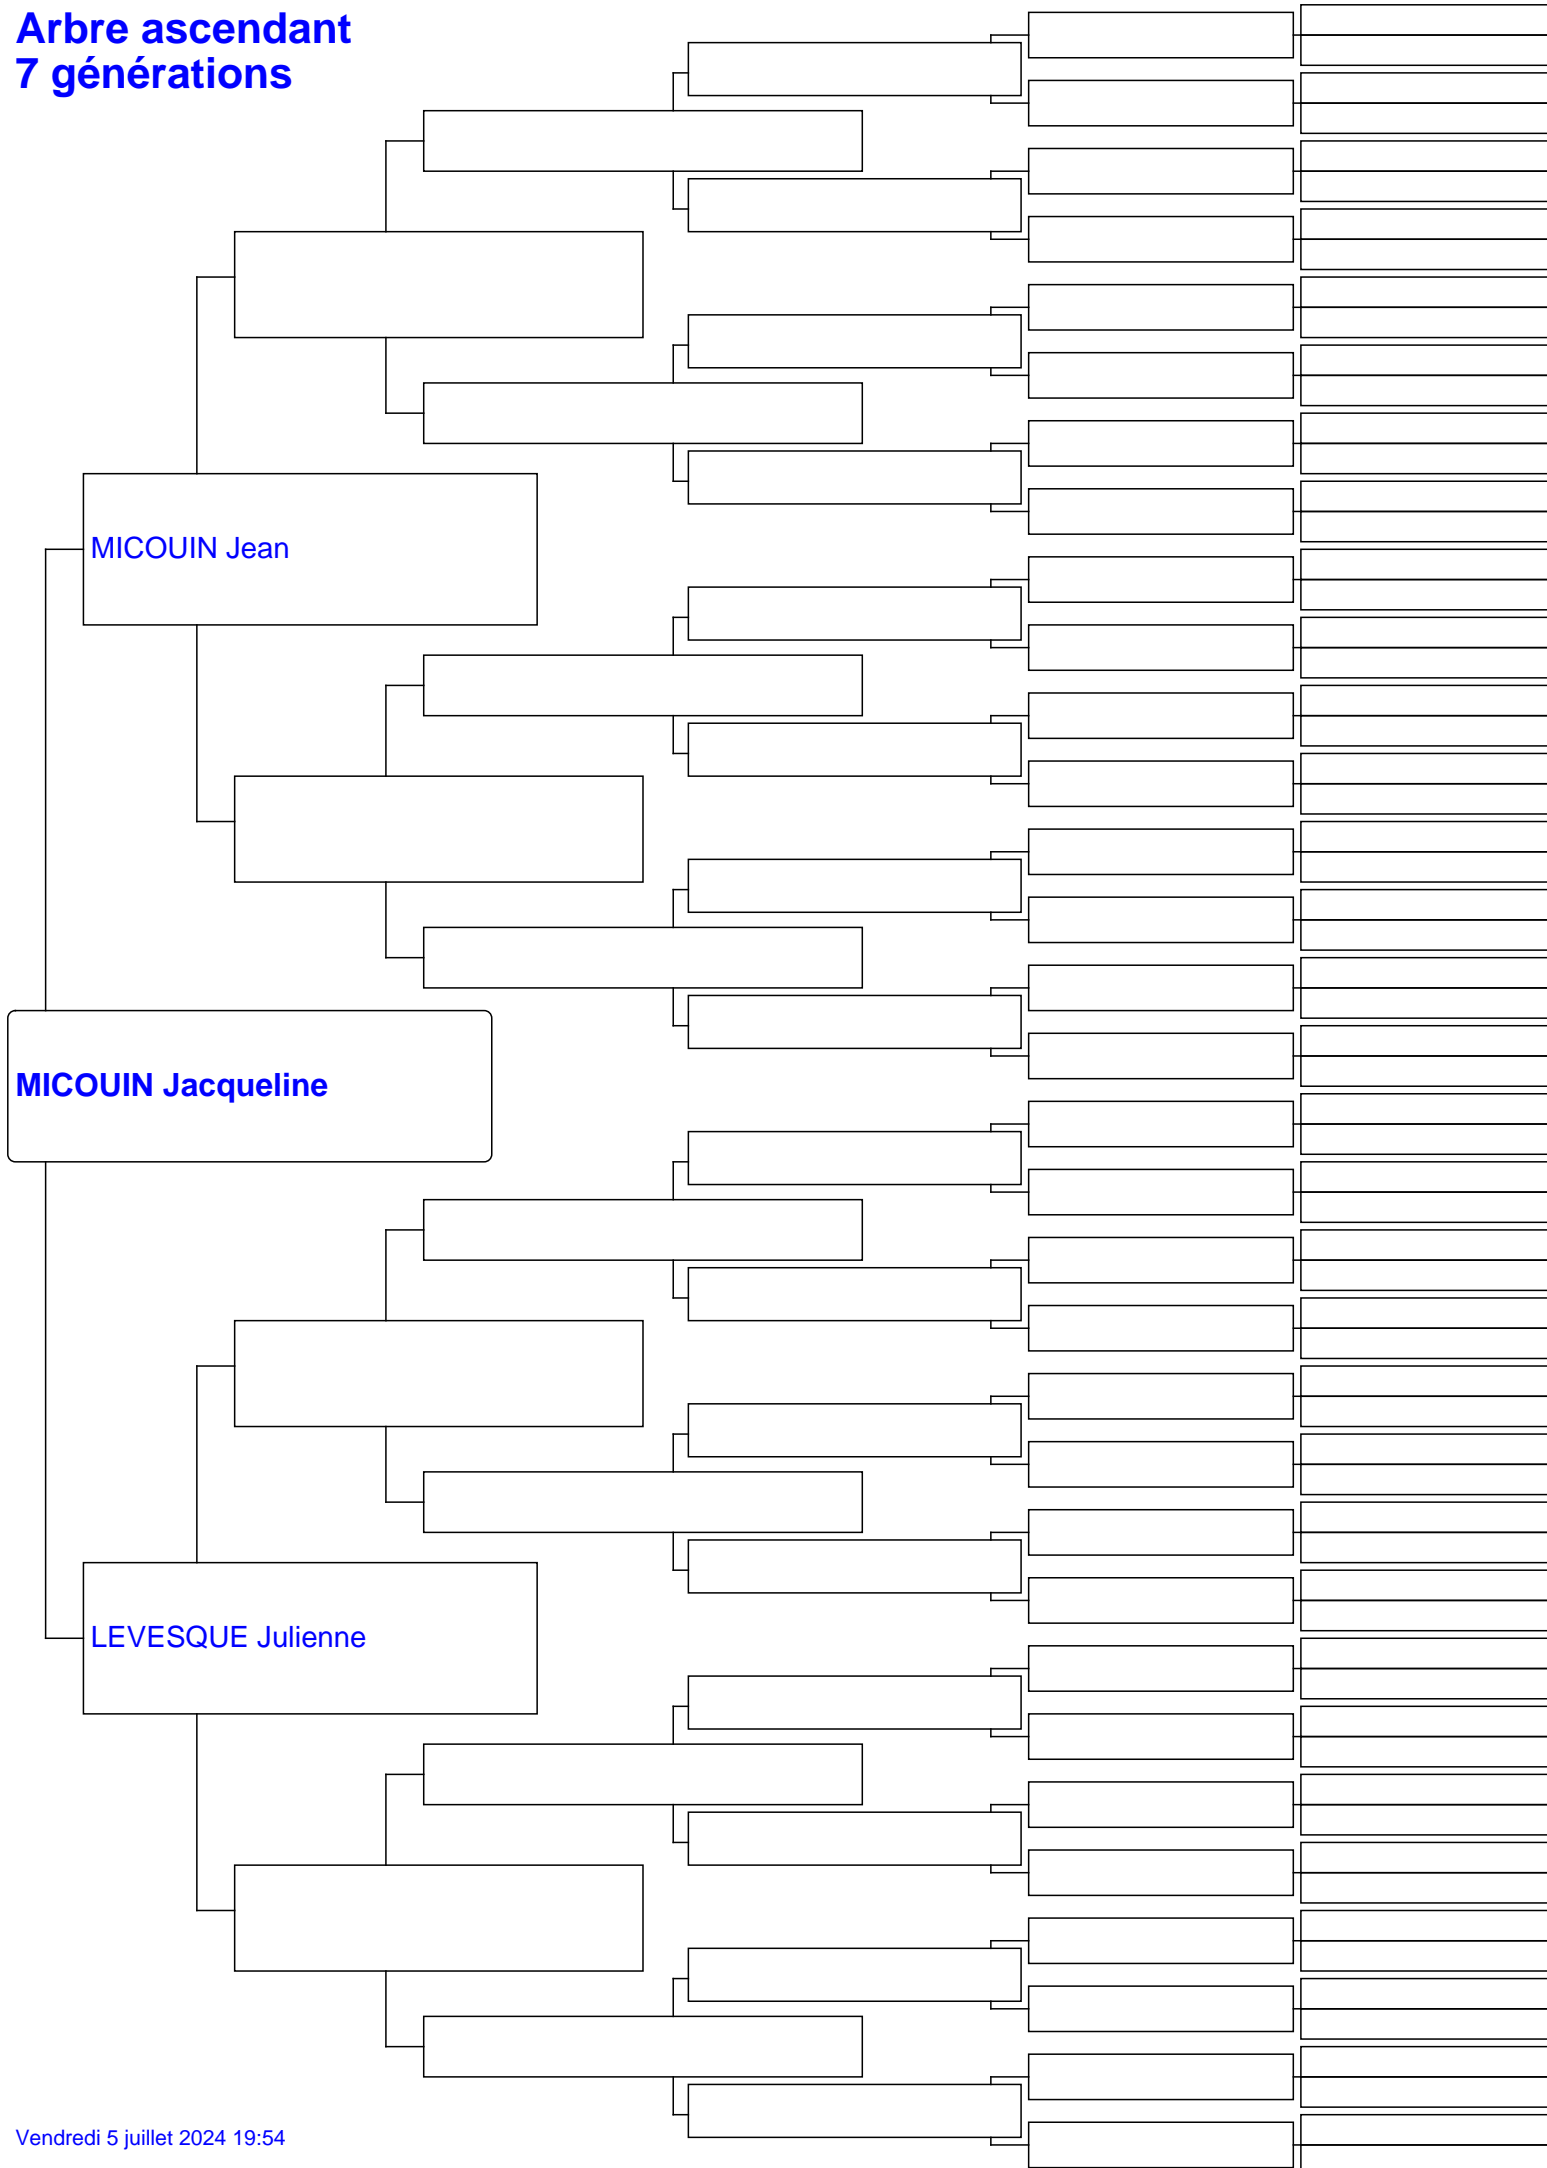 Arbre ascendant
7 générations
MICOUIN Jean
MICOUIN Jacqueline
LEVESQUE Julienne
Vendredi 5 juillet 2024 19:54